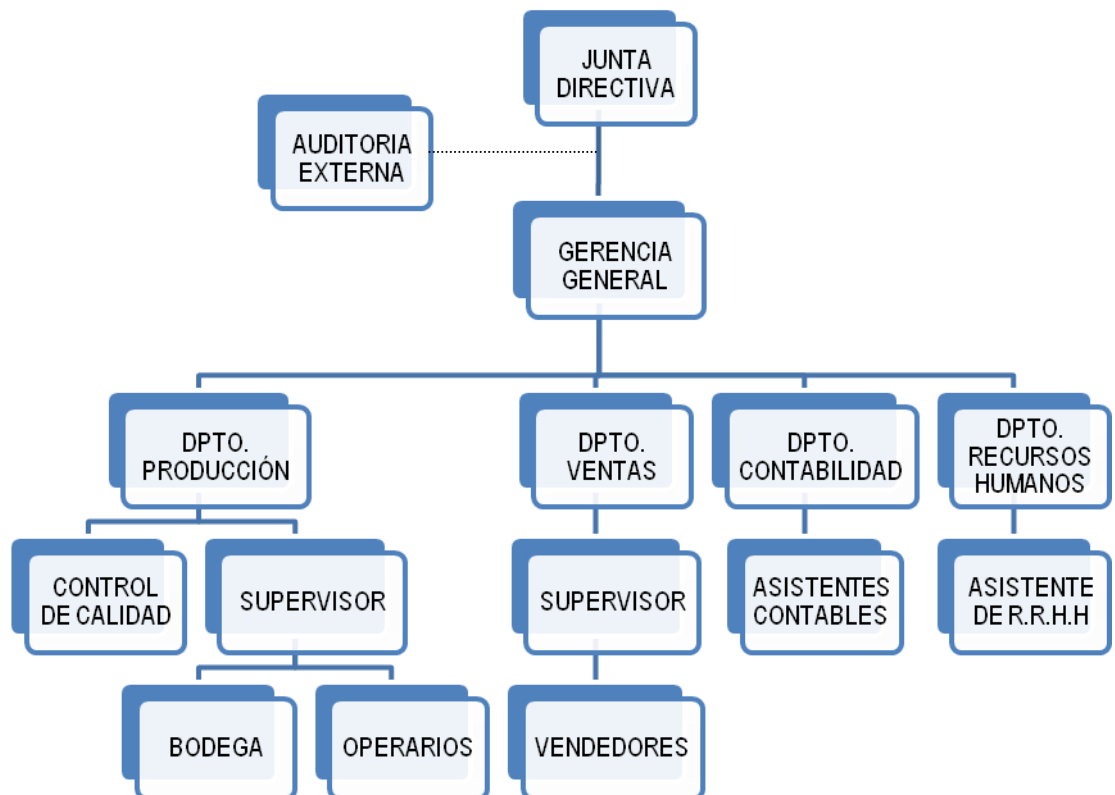 JUNTA
DIRECTIVA
AUDITORIA
EXTERNA
GERENCIA
GENERAL
DPTO.
PRODUCCIÓN
DPTO.
VENTAS
DPTO.
CONTABILIDAD
DPTO.
RECURSOS
HUMANOS
CONTROL
DE CALIDAD
SUPERVISOR
SUPERVISOR
ASISTENTES
CONTABLES
ASISTENTE
DE R.R.H.H
BODEGA
OPERARIOS
VENDEDORES